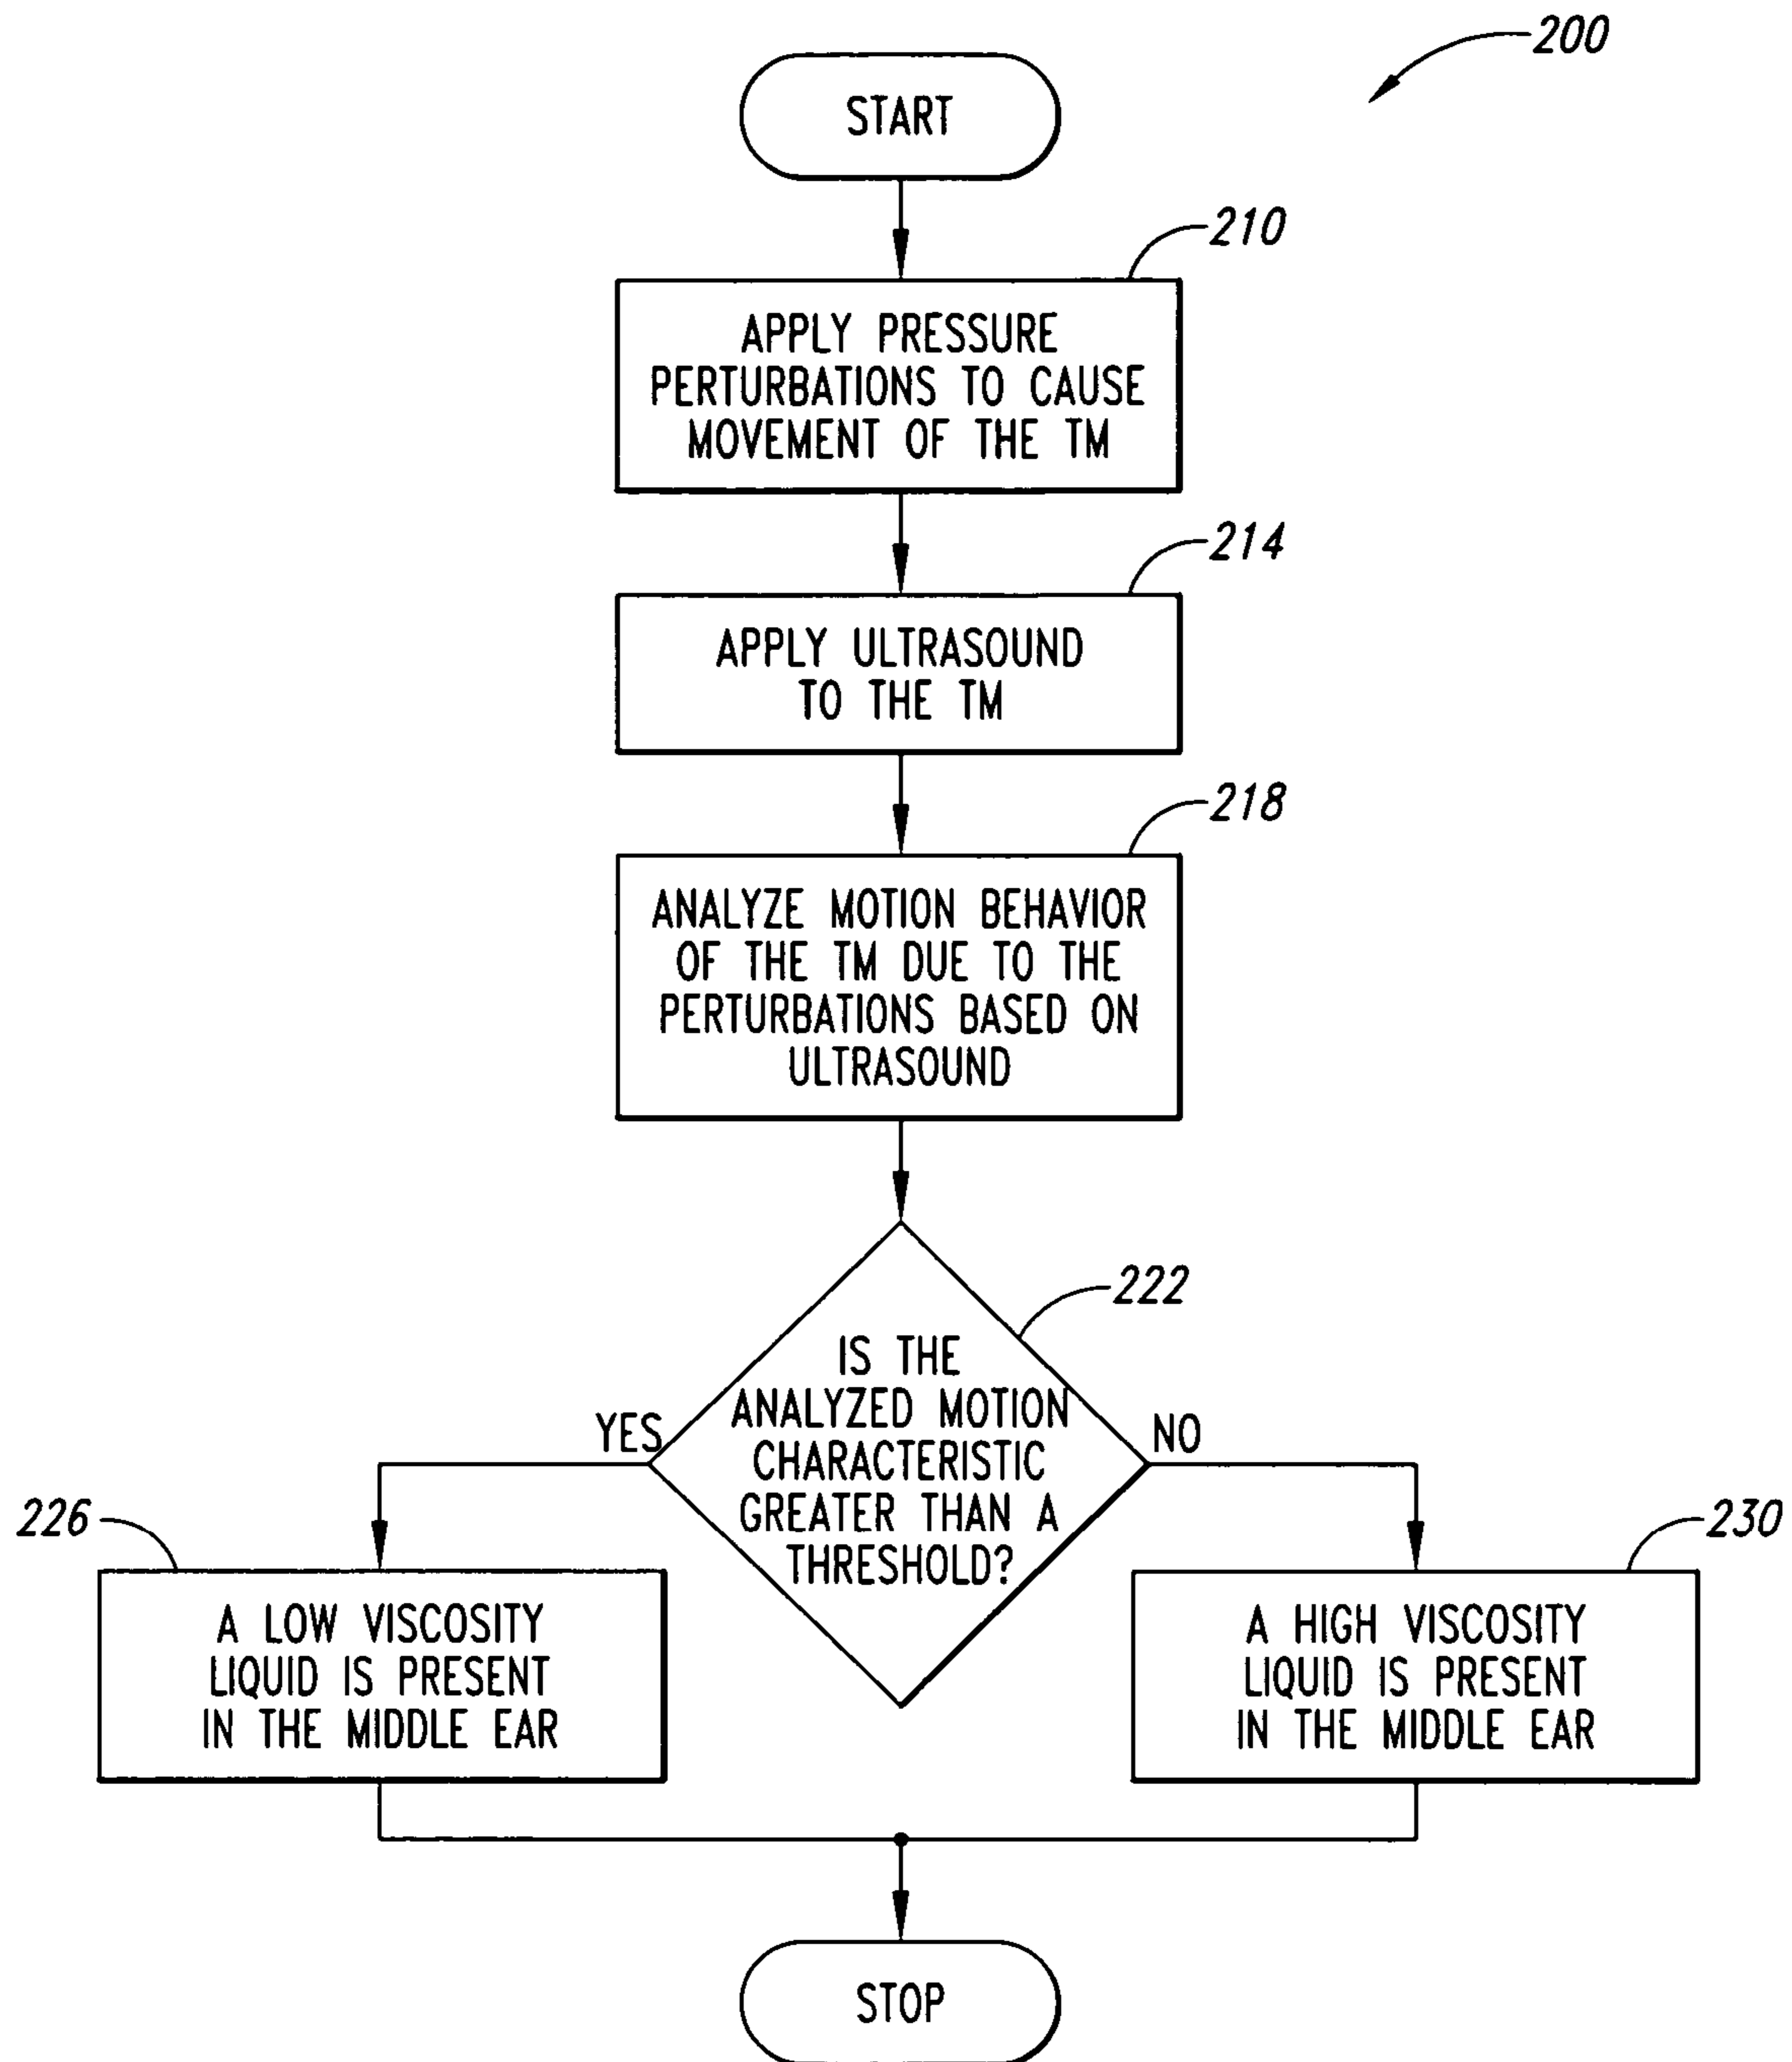 200
START
210
APPLY PRESSURE
PERTURBATIONS TO CAUSE
MOVEMENT OF THE TM
214
APPLY ULTRASOUND
TO THE TM
218
ANALYZE MOTION BEHAVIOR
OF THE TM DUE TO THE
PERTURBATIONS BASED ON
ULTRASOUND
222
IS THE
ANALYZED MOTION
CHARACTERISTIC
GREATER THAN A
THRESHOLD?
YES
NO
226
A LOW VISCOSITY
LIQUID IS PRESENT
IN THE MIDDLE EAR
230
A HIGH VISCOSITY
LIQUID IS PRESENT
IN THE MIDDLE EAR
STOP